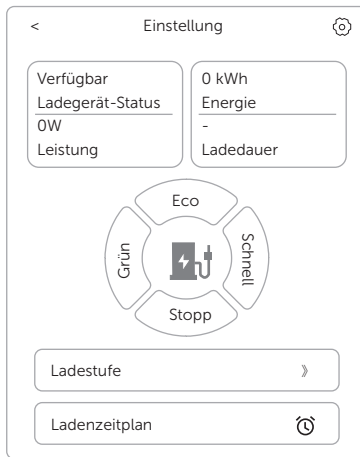 < Einstellung
Verfügbar
Ladegerät-Status
0W
Leistung
0 kWh
Energie
-
Ladedauer
Eco
Grün
Schnell
Stopp
Ladestufe 》
Ladenzeitplan